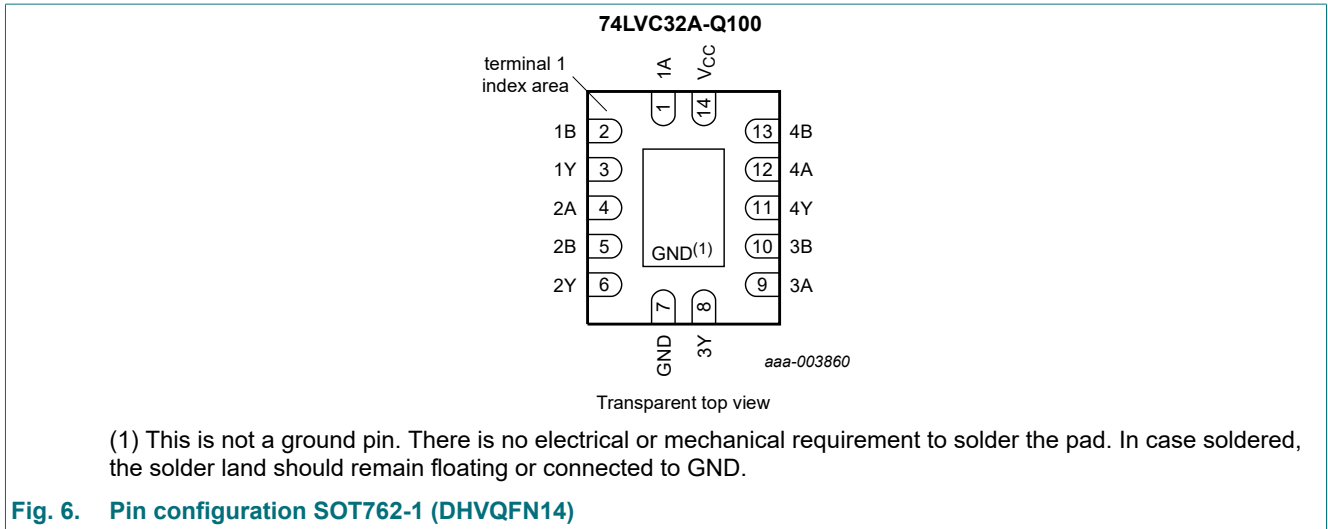 74LVC32A-Q100
terminal 1
index area
1A
VCC
1
14
1B 2
13 4B
1Y 3
12 4A
2A 4
11 4Y
2B 5
GND(1)
10 3B
2Y 6
9 3A
7
8
GND
3Y
aaa-003860
Transparent top view
(1) This is not a ground pin. There is no electrical or mechanical requirement to solder the pad. In case soldered,
the solder land should remain floating or connected to GND.
Fig. 6. Pin configuration SOT762-1 (DHVQFN14)